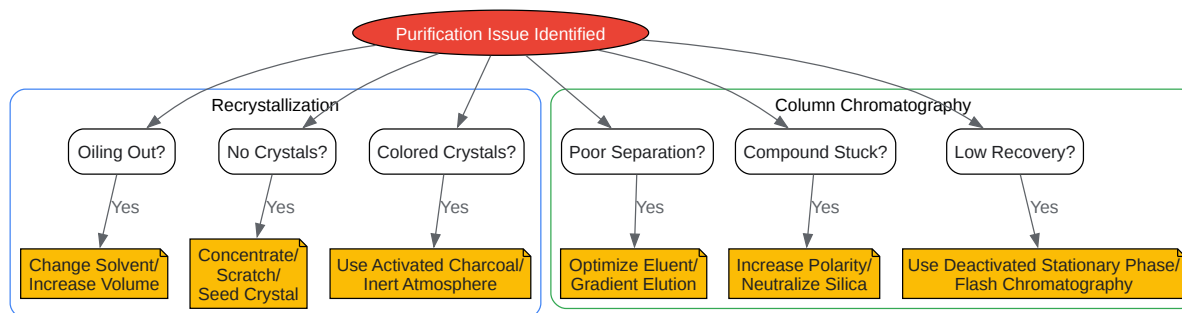 Purification Issue Identified
Recrystallization
Column Chromatography
Oiling Out?
No Crystals?
Colored Crystals?
Poor Separation?
Compound Stuck?
Low Recovery?
Yes
Yes
Yes
Yes
Yes
Yes
Change Solvent/
Increase Volume
Concentrate/
Scratch/
Seed Crystal
Use Activated Charcoal/
Inert Atmosphere
Optimize Eluent/
Gradient Elution
Increase Polarity/
Neutralize Silica
Use Deactivated Stationary Phase/
Flash Chromatography